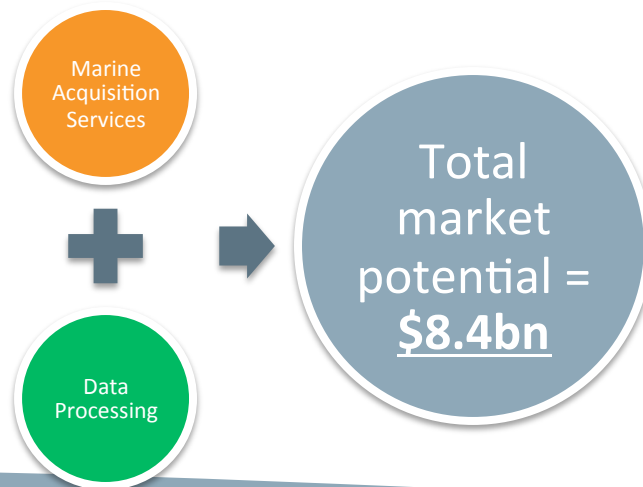 Marine
Acquisition
Services
Data
Processing
Total
market
potential =
$8.4bn